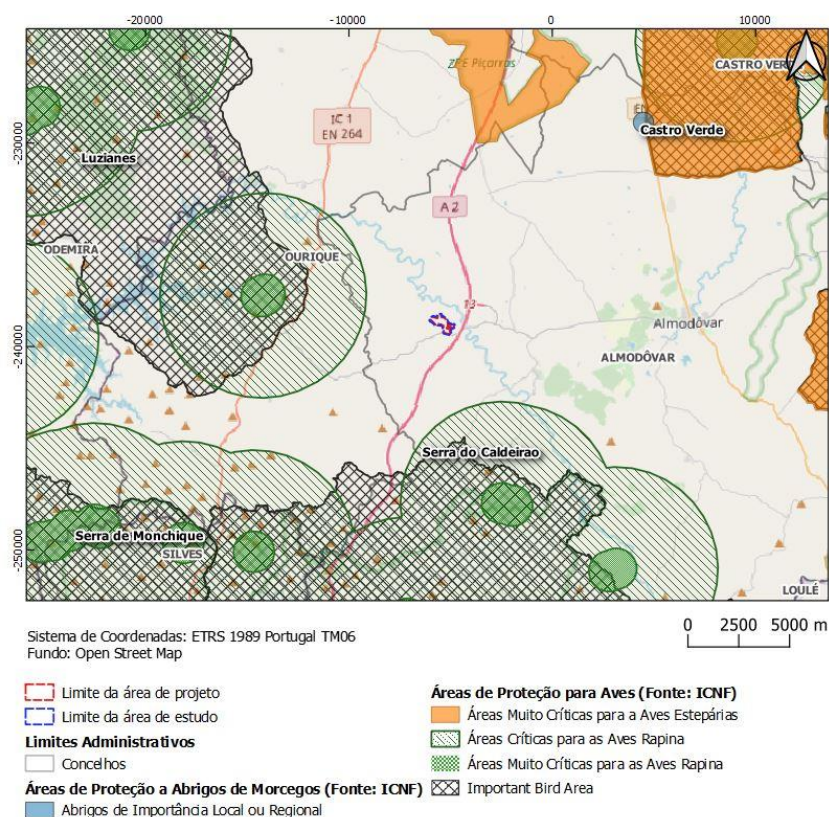 -20000 -10000 0 10000
ZPE Piçarras
CASTRO VERD
IC 1
EN 264
EN
Castro Verde
-230000
Luzianes
A 2
ODEMIRA
OURIQUE
13
Almodôvar
-240000
ALMODÔVAR
Serra do Caldeirao
Serra de Monchique
SILVES
-250000
LOULÉ
Sistema de Coordenadas: ETRS 1989 Portugal TM06
Fundo: Open Street Map
0 2500 5000 m
Limite da área de projeto
Limite da área de estudo
Limites Administrativos
Concelhos
Áreas de Proteção a Abrigos de Morcegos (Fonte: ICNF)
Abrigos de Importância Local ou Regional
Áreas de Proteção para Aves (Fonte: ICNF)
Áreas Muito Críticas para a Aves Estepárias
Áreas Críticas para as Aves Rapina
Áreas Muito Críticas para as Aves Rapina
Important Bird Area